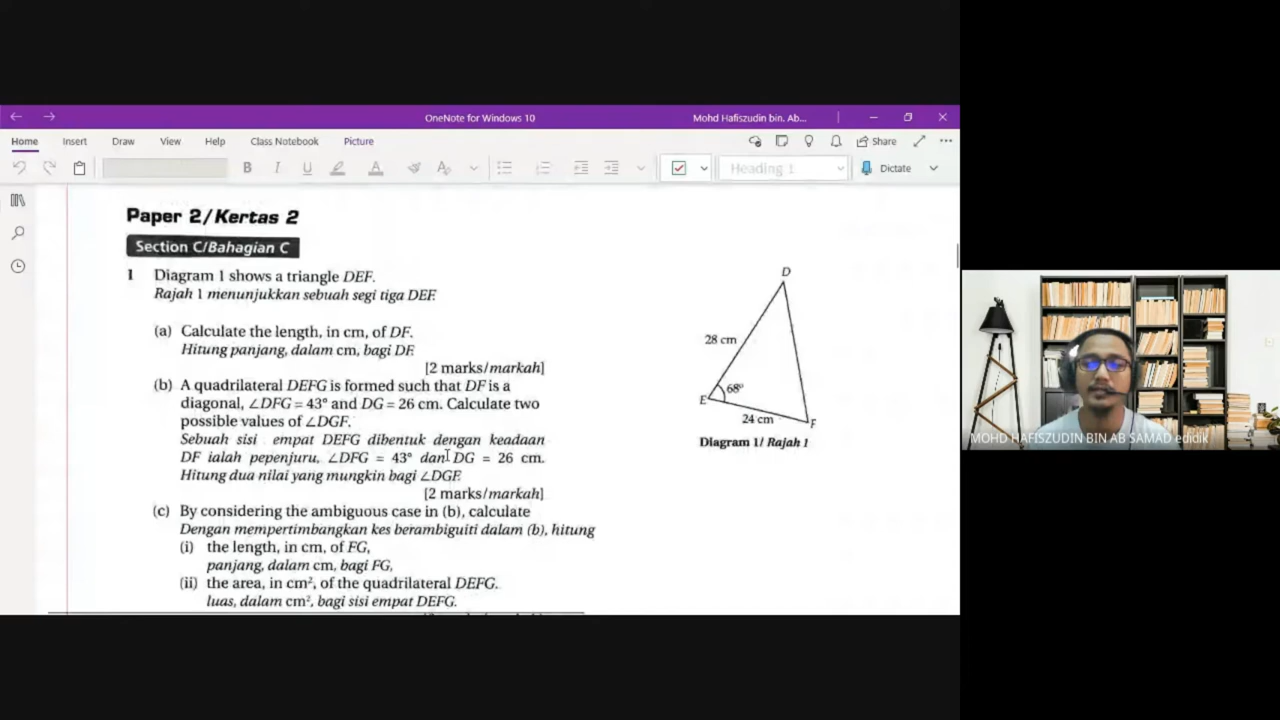 OneNote for Windows 10
Mohd Hafiszudin bin. Ab...
Home Insert Draw View Help Class Notebook Picture
Share
B I U A
Heading 1
Dictate
Paper 2/Kertas 2
Section C/Bahagian C
1 Diagram 1 shows a triangle DEF.
Rajah 1 menunjukkan sebuah segi tiga DEF.
(a) Calculate the length, in cm, of DF.
Hitung panjang, dalam cm, bagi DF.
[2 marks/markah]
(b) A quadrilateral DEFG is formed such that DF is a
diagonal, ∠DFG = 43° and DG = 26 cm. Calculate two
possible values of ∠DGF.
Sebuah sisi empat DEFG dibentuk dengan keadaan
DF ialah pepenjuru, ∠DFG = 43° dan DG = 26 cm.
Hitung dua nilai yang mungkin bagi ∠DGF.
[2 marks/markah]
(c) By considering the ambiguous case in (b), calculate
Dengan mempertimbangkan kes berambiguiti dalam (b), hitung
(i) the length, in cm, of FG,
panjang, dalam cm, bagi FG,
(ii) the area, in cm², of the quadrilateral DEFG.
luas, dalam cm², bagi sisi empat DEFG.
D
28 cm
68°
E
24 cm
F
Diagram 1/ Rajah 1
MOHD HAFISZUDIN BIN AB SAMAD edidik